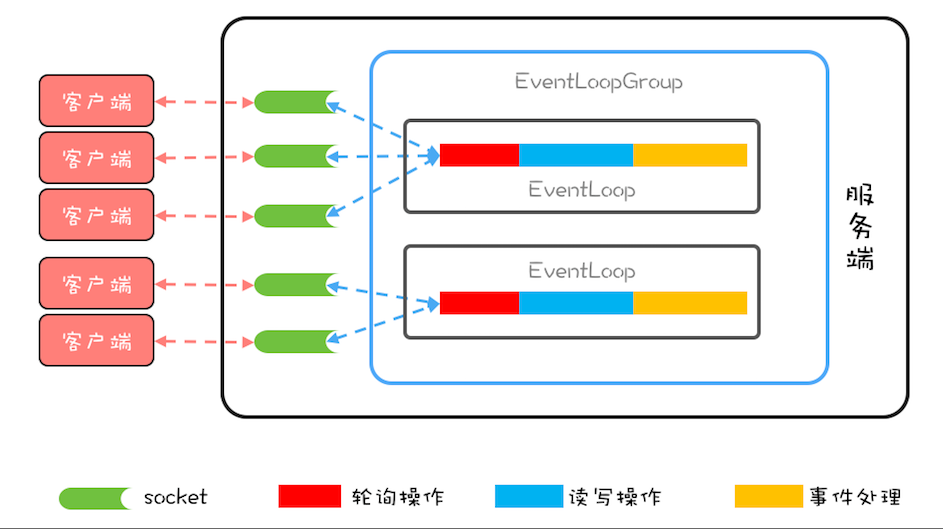 EventLoopGroup
客户端
客户端
EventLoop
客户端
服务端
EventLoop
客户端
客户端
socket
轮询操作
读写操作
事件处理